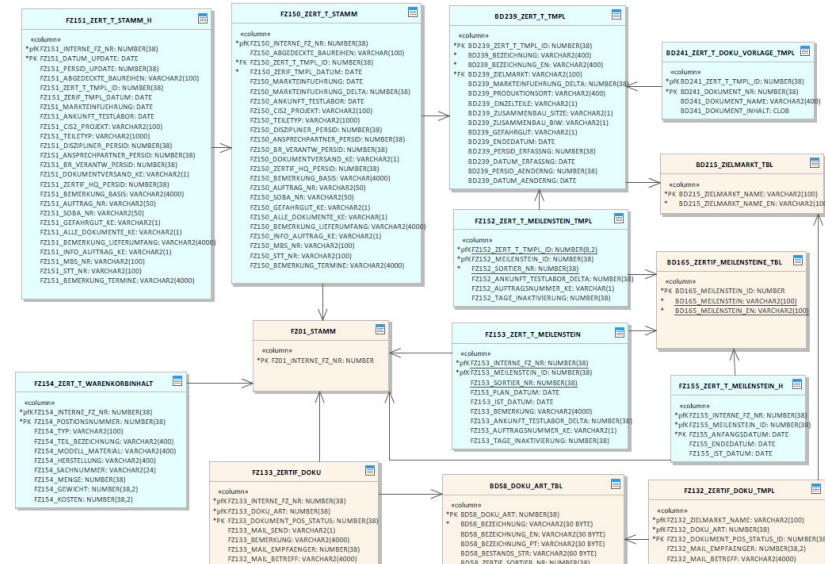 FZ151_ZERT_T_STAMM_H
«column»
*pfK FZ151_INTERNE_FZ_NR: NUMBER(38)
*PK FZ151_DATUM_UPDATE: DATE
FZ151_PERSID_UPDATE: NUMBER(38)
FZ151_ABGEDECKTE_BAUREIHEN: VARCHAR2(100)
FZ151_ZERT_T_TMPL_ID: NUMBER(38)
FZ151_ZERIF_TMPL_DATUM: DATE
FZ151_MARKTEINFUEHRUNG: DATE
FZ151_ANKUNFT_TESTLABOR: DATE
FZ151_CIS2_PROJEKT: VARCHAR2(100)
FZ151_TEILETYP: VARCHAR2(1000)
FZ151_DISZIPLINER_PERSID: NUMBER(38)
FZ151_ANSPRECHPARTNER_PERSID: NUMBER(38)
FZ151_BR_VERANTW_PERSID: NUMBER(38)
FZ151_DOKUMENTVERSAND_KE: VARCHAR2(1)
FZ151_ZERTIF_HQ_PERSID: NUMBER(38)
FZ151_BEMERKUNG_BASIS: VARCHAR2(4000)
FZ151_AUFTRAG_NR: VARCHAR2(50)
FZ151_SOBA_NR: VARCHAR2(50)
FZ151_GEFAHRGUT_KE: VARCHAR2(1)
FZ151_ALLE_DOKUMENTE_KE: VARCHAR2(1)
FZ151_BEMERKUNG_LIEFERUMFANG: VARCHAR2(4000)
FZ151_INFO_AUFTRAG_KE: VARCHAR2(1)
FZ151_MBS_NR: VARCHAR2(100)
FZ151_STT_NR: VARCHAR2(100)
FZ151_BEMERKUNG_TERMINE: VARCHAR2(4000)
FZ150_ZERT_T_STAMM
«column»
*pfK FZ150_INTERNE_FZ_NR: NUMBER(38)
FZ150_ABGEDECKTE_BAUREIHEN: VARCHAR(100)
*FK FZ150_ZERT_T_TMPL_ID: NUMBER(38)
* FZ150_ZERIF_TMPL_DATUM: DATE
FZ150_MARKTEINFUEHRUNG: DATE
FZ150_MARKTEINFUEHRUNG_DELTA: NUMBER(38)
FZ150_ANKUNFT_TESTLABOR: DATE
FZ150_CIS2_PROJEKT: VARCHAR2(100)
FZ150_TEILETYP: VARCHAR2(1000)
FZ150_DISZIPLINER_PERSID: NUMBER(38)
FZ150_ANSPRECHPARTNER_PERSID: NUMBER(38)
FZ150_BR_VERANTW_PERSID: NUMBER(38)
FZ150_DOKUMENTVERSAND_KE: VARCHAR2(1)
FZ150_ZERTIF_HQ_PERSID: NUMBER(38)
FZ150_BEMERKUNG_BASIS: VARCHAR(4000)
FZ150_AUFTRAG_NR: VARCHAR2(50)
FZ150_SOBA_NR: VARCHAR2(50)
FZ150_GEFAHRGUT_KE: VARCHAR2(1)
FZ150_ALLE_DOKUMENTE_KE: VARCHAR(1)
FZ150_BEMERKUNG_LIEFERUMFANG: VARCHAR2(4000)
FZ150_INFO_AUFTRAG_KE: VARCHAR2(1)
FZ150_MBS_NR: VARCHAR2(100)
FZ150_STT_NR: VARCHAR2(100)
FZ150_BEMERKUNG_TERMINE: VARCHAR2(4000)
BD239_ZERT_T_TMPL
«column»
*PK BD239_ZERT_T_TMPL_ID: NUMBER(38)
* BD239_BEZEICHNUNG: VARCHAR2(400)
* BD239_BEZEICHNUNG_EN: VARCHAR2(400)
*FK BD239_ZIELMARKT: VARCHAR2(100)
BD239_MARKTEINFUEHRUNG_DELTA: NUMBER(38)
BD239_PRODUKTIONSORT: VARCHAR2(400)
BD239_EINZELTEILE: VARCHAR2(1)
BD239_ZUSAMMENBAU_SITZE: VARCHAR2(1)
BD239_ZUSAMMENBAU_BIW: VARCHAR2(1)
BD239_GEFAHRGUT: VARCHAR2(1)
BD239_ENDEDATUM: DATE
BD239_PERSID_ERFASSNG: NUMBER(38)
BD239_DATUM_ERFASSNG: DATE
BD239_PERSID_AENDERNG: NUMBER(38)
BD239_DATUM_AENDERNG: DATE
BD241_ZERT_T_DOKU_VORLAGE_TMPL
«column»
*pfK BD241_ZERT_T_TMPL_ID: NUMBER(38)
*PK BD241_DOKUMENT_NR: NUMBER(38)
BD241_DOKUMENT_NAME: VARCHAR2(400)
BD241_DOKUMENT_INHALT: CLOB
BD215_ZIELMARKT_TBL
«column»
*PK BD215_ZIELMARKT_NAME: VARCHAR2(100)
* BD215_ZIELMARKT_NAME_EN: VARCHAR2(100)
FZ152_ZERT_T_MEILENSTEIN_TMPL
«column»
*pfK FZ152_ZERT_T_TMPL_ID: NUMBER(8,2)
*pfK FZ152_MEILENSTEIN_ID: NUMBER(38)
* FZ152_SORTIER_NR: NUMBER(38)
FZ152_ANKUNFT_TESTLABOR_DELTA: NUMBER(38)
FZ152_AUFTRAGSNUMMER_KE: VARCHAR(1)
FZ152_TAGE_INAKTIVIERUNG: NUMBER(38)
BD165_ZERTIF_MEILENSTEINE_TBL
«column»
*PK BD165_MEILENSTEIN_ID: NUMBER
* BD165_MEILENSTEIN: VARCHAR2(100)
* BD165_MEILENSTEIN_EN: VARCHAR2(100)
FZ01_STAMM
«column»
*PK FZ01_INTERNE_FZ_NR: NUMBER
FZ153_ZERT_T_MEILENSTEIN
«column»
*pfK FZ153_INTERNE_FZ_NR: NUMBER(38)
*pfK FZ153_MEILENSTEIN_ID: NUMBER(38)
FZ153_SORTIER_NR: NUMBER(38)
FZ153_PLAN_DATUM: DATE
FZ153_IST_DATUM: DATE
FZ153_BEMERKUNG: VARCHAR2(4000)
FZ153_ANKUNFT_TESTLABOR_DELTA: NUMBER(38)
FZ153_AUFTRAGSNUMMER_KE: VARCHAR2(1)
FZ153_TAGE_INAKTIVIERUNG: NUMBER(38)
FZ154_ZERT_T_WARENKORBINHALT
«column»
*pfK FZ154_INTERNE_FZ_NR: NUMBER(38)
*PK FZ154_POSTIONSNUMMER: NUMBER(38)
FZ154_TYP: VARCHAR2(100)
FZ154_TEIL_BEZEICHNUNG: VARCHAR2(400)
FZ154_MODELL_MATERIAL: VARCHAR2(400)
FZ154_HERSTELLUNG: VARCHAR2(400)
FZ154_SACHNUMMER: VARCHAR2(24)
FZ154_MENGE: NUMBER(38)
FZ154_GEWICHT: NUMBER(38,2)
FZ154_KOSTEN: NUMBER(38,2)
FZ155_ZERT_T_MEILENSTEIN_H
«column»
*pfK FZ155_INTERNE_FZ_NR: NUMBER(38)
*pfK FZ155_MEILENSTEIN_ID: NUMBER(38)
*PK FZ155_ANFANGSDATUM: DATE
FZ155_ENDEDATUM: DATE
FZ155_IST_DATUM: DATE
FZ133_ZERTIF_DOKU
«column»
*pfK FZ133_INTERNE_FZ_NR: NUMBER(38)
*pfK FZ133_DOKU_ART: NUMBER(38)
*PK FZ133_DOKUMENT_POS_STATUS: NUMBER(38)
FZ133_MAIL_SEND: VARCHAR2(1)
FZ133_BEMERKUNG: VARCHAR2(4000)
FZ133_MAIL_EMPFAENGER: NUMBER(38)
FZ133_MAIL_BETREFF: VARCHAR2(4000)
BD58_DOKU_ART_TBL
«column»
*PK BD58_DOKU_ART: NUMBER(38)
* BD58_BEZEICHNUNG: VARCHAR2(30 BYTE)
BD58_BEZEICHNUNG_EN: VARCHAR2(30 BYTE)
BD58_BEZEICHNUNG_PT: VARCHAR2(30 BYTE)
BD58_BESTANDS_STR: VARCHAR2(60 BYTE)
BD58_ZERTIF_SORTIER_NR: NUMBER(38)
FZ132_ZERTIF_DOKU_TMPL
«column»
*pfK FZ132_ZIELMARKT_NAME: VARCHAR2(100)
*pfK FZ132_DOKU_ART: NUMBER(38)
*PK FZ132_DOKUMENT_POS_STATUS_ID: NUMBER(38)
FZ132_MAIL_EMPFAENGER: NUMBER(38,2)
FZ132_MAIL_BETREFF: VARCHAR2(4000)